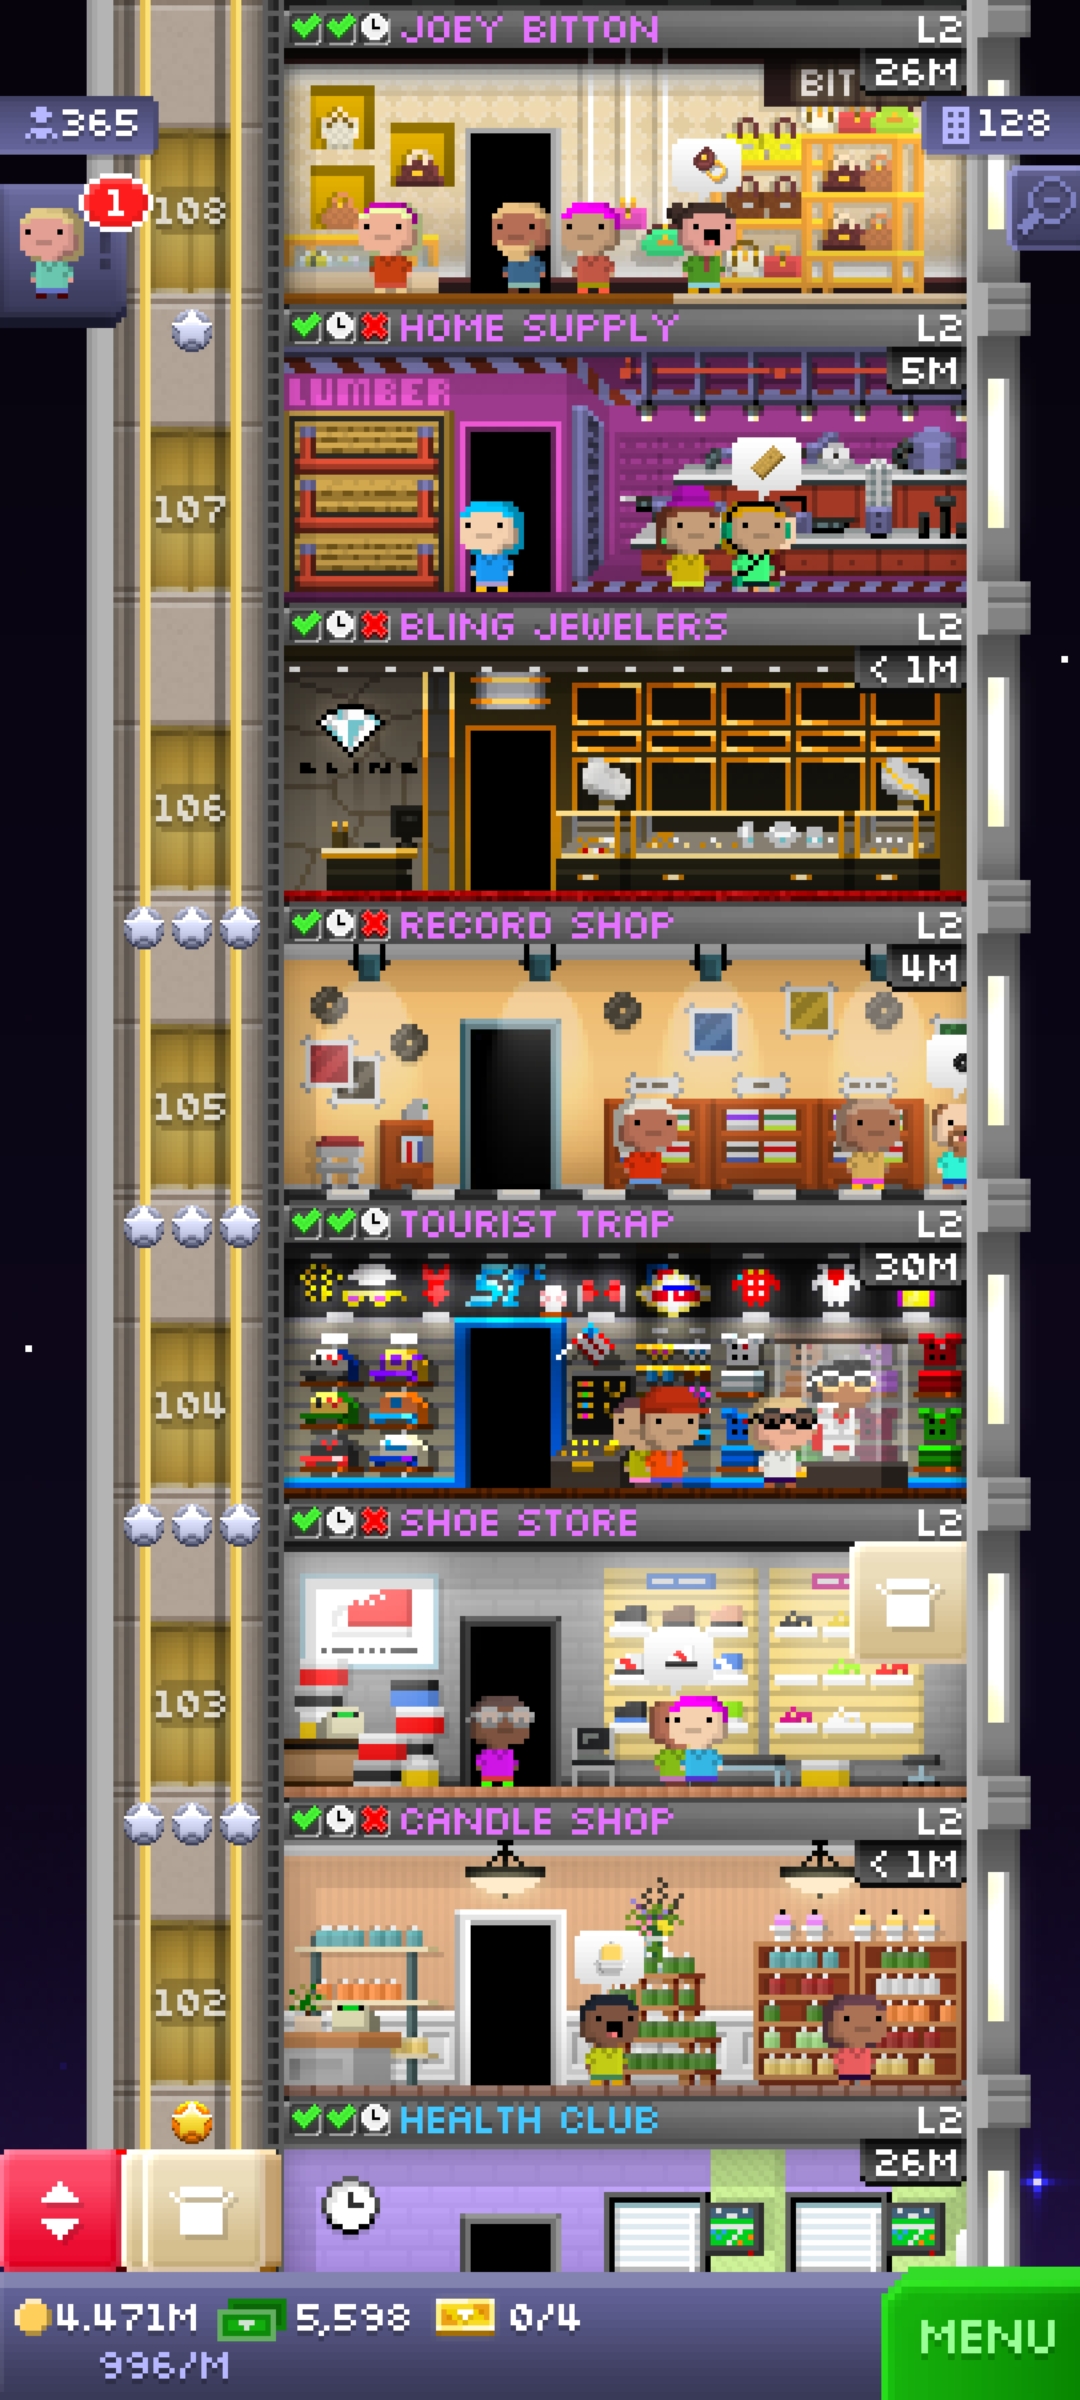 JOEY BITTON L2
26M
BIT
365
128
1
108
HOME SUPPLY L2
5M
LUMBER
107
BLING JEWELERS L2
< 1M
BLING
106
RECORD SHOP L2
4M
105
TOURIST TRAP L2
30M
104
SHOE STORE L2
103
CANDLE SHOP L2
< 1M
102
HEALTH CLUB L2
26M
4.471M 5,598 0/4
996/M
MENU